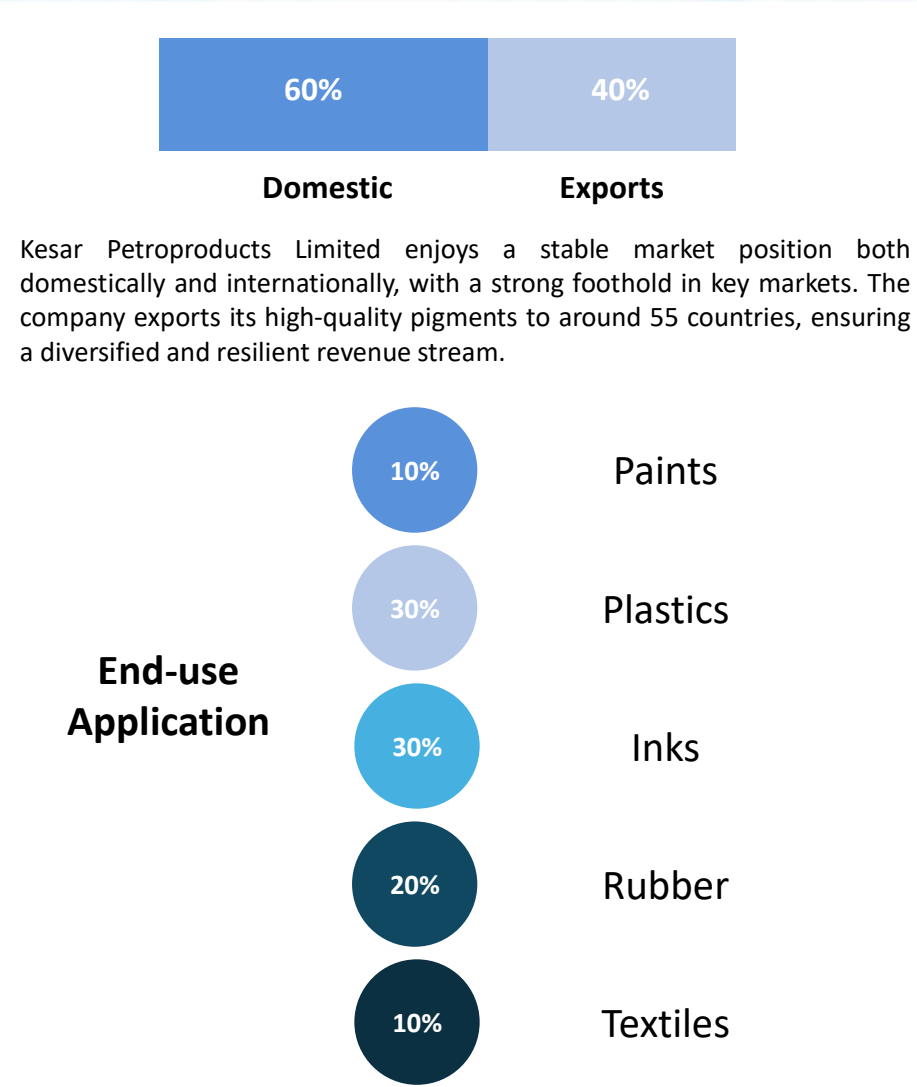 60%
40%
Domestic
Exports
Kesar Petroproducts Limited enjoys a stable market position both
domestically and internationally, with a strong foothold in key markets. The
company exports its high-quality pigments to around 55 countries, ensuring
a diversified and resilient revenue stream.
End-use
Application
10%
Paints
30%
Plastics
30%
Inks
20%
Rubber
10%
Textiles